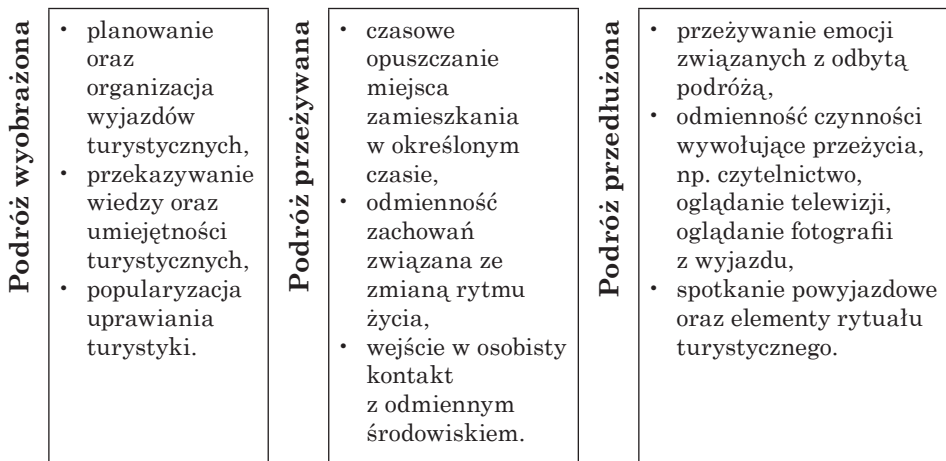 Podróż wyobrażona
• planowanie
oraz
organizacja
wyjazdów
turystycznych,
• przekazywanie
wiedzy oraz
umiejętności
turystycznych,
• popularyzacja
uprawiania
turystyki.
Podróż przeżywana
• czasowe
opuszczanie
miejsca
zamieszkania
w określonym
czasie,
• odmienność
zachowań
związana ze
zmianą rytmu
życia,
• wejście w osobisty
kontakt
z odmiennym
środowiskiem.
Podróż przedłużona
• przeżywanie emocji
związanych z odbytą
podróżą,
• odmienność czynności
wywołujące przeżycia,
np. czytelnictwo,
oglądanie telewizji,
oglądanie fotografii
z wyjazdu,
• spotkanie powyjazdowe
oraz elementy rytuału
turystycznego.